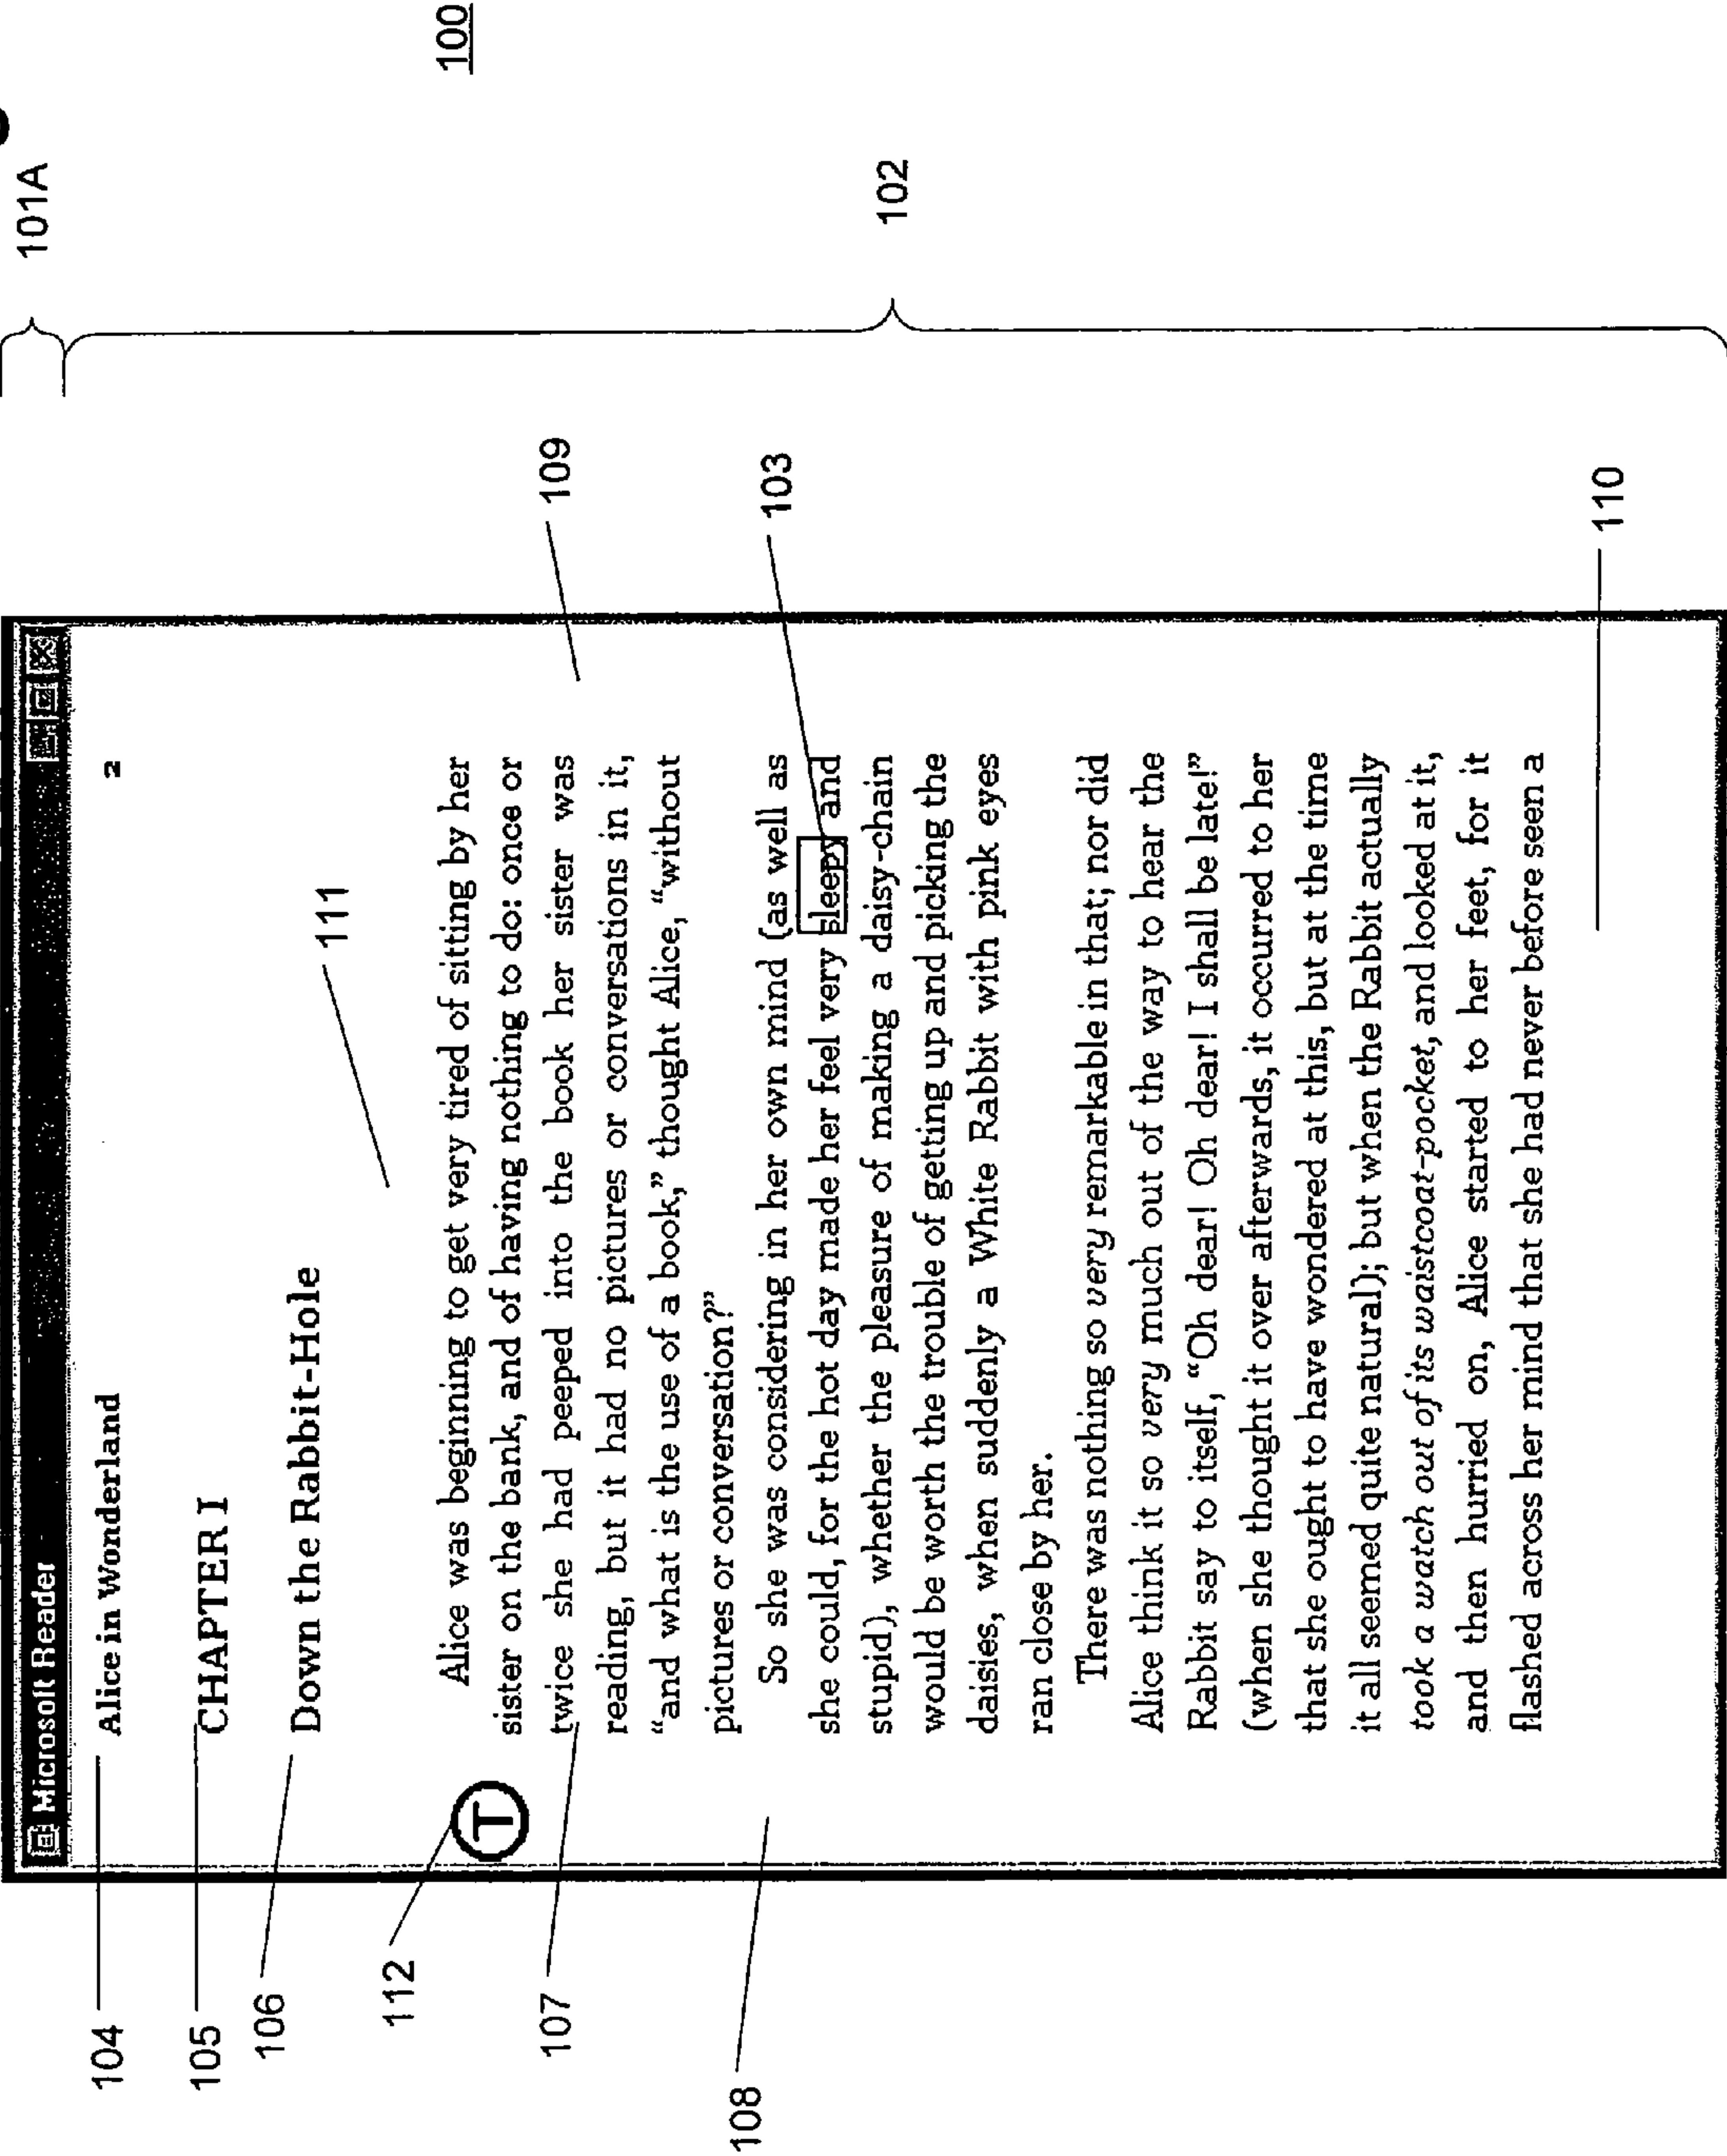 101A
100
102
Microsoft Reader
104
Alice in Wonderland
2
105
CHAPTER I
106
Down the Rabbit-Hole
111
112
T
107
109
103
108
110
Alice was beginning to get very tired of sitting by her
sister on the bank, and of having nothing to do: once or
twice she had peeped into the book her sister was
reading, but it had no pictures or conversations in it,
“and what is the use of a book,” thought Alice, “without
pictures or conversation?”
So she was considering in her own mind (as well as
she could, for the hot day made her feel very sleepy and
stupid), whether the pleasure of making a daisy-chain
would be worth the trouble of getting up and picking the
daisies, when suddenly a White Rabbit with pink eyes
ran close by her.
There was nothing so very remarkable in that; nor did
Alice think it so very much out of the way to hear the
Rabbit say to itself, “Oh dear! Oh dear! I shall be late!”
(when she thought it over afterwards, it occurred to her
that she ought to have wondered at this, but at the time
it all seemed quite natural); but when the Rabbit actually
took a watch out of its waistcoat-pocket, and looked at it,
and then hurried on, Alice started to her feet, for it
flashed across her mind that she had never before seen a